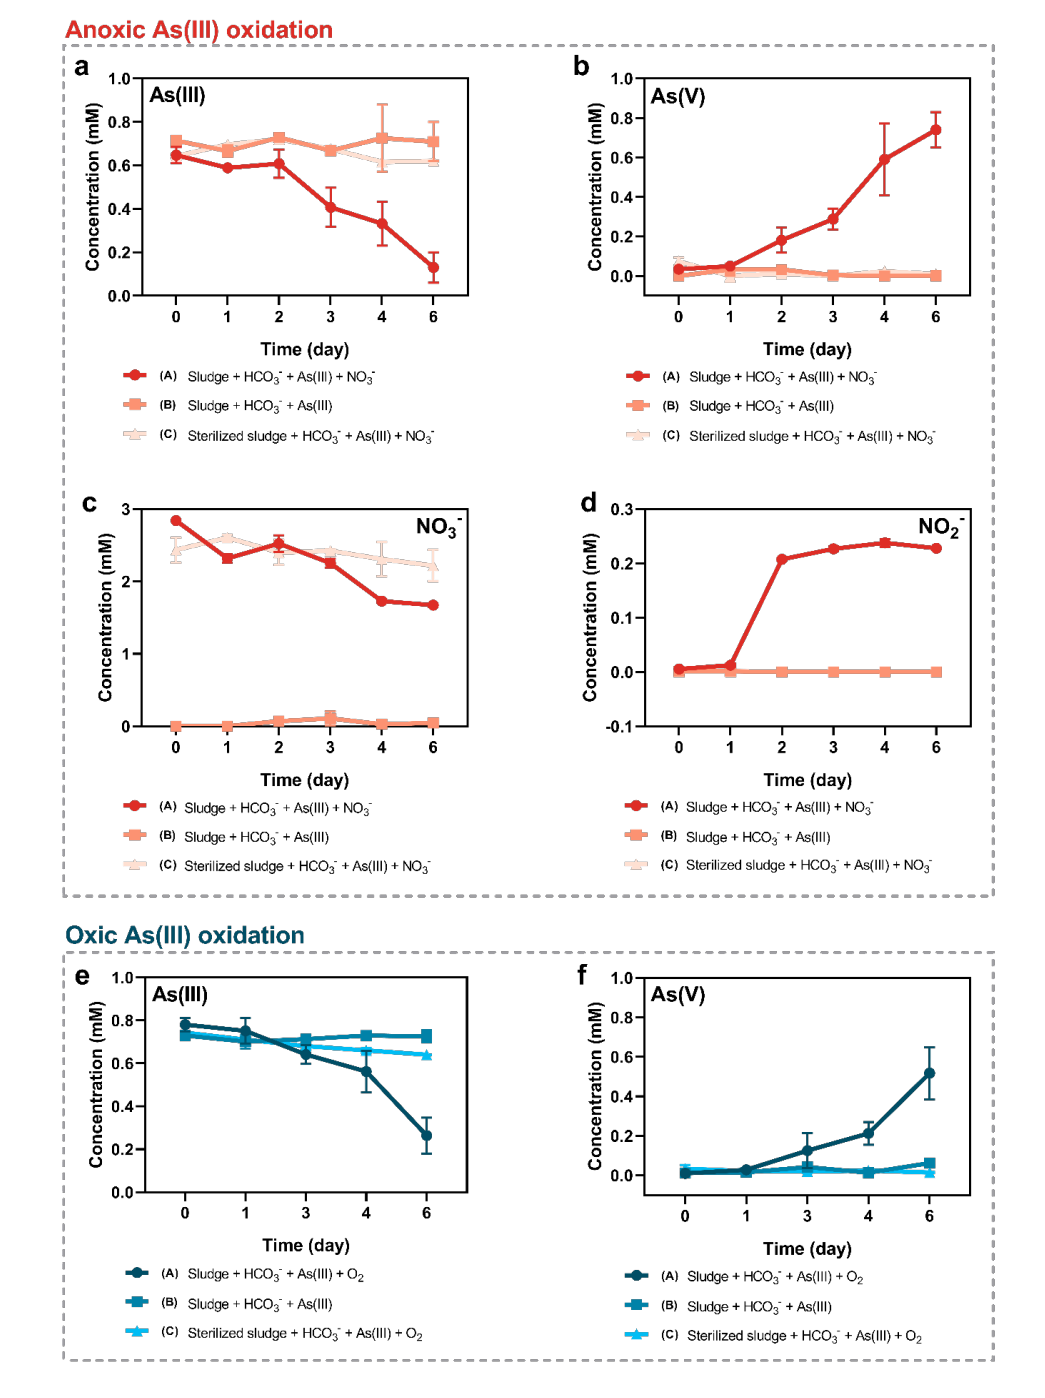 Anoxic As(III) oxidation
a
As(III)
Concentration (mM)
1.0
0.8
0.6
0.4
0.2
0.0
0 1 2 3 4 6
Time (day)
(A) Sludge + HCO₃⁻ + As(III) + NO₃⁻
(B) Sludge + HCO₃⁻ + As(III)
(C) Sterilized sludge + HCO₃⁻ + As(III) + NO₃⁻
b
As(V)
Concentration (mM)
1.0
0.8
0.6
0.4
0.2
0.0
0 1 2 3 4 6
Time (day)
(A) Sludge + HCO₃⁻ + As(III) + NO₃⁻
(B) Sludge + HCO₃⁻ + As(III)
(C) Sterilized sludge + HCO₃⁻ + As(III) + NO₃⁻
c
NO₃⁻
Concentration (mM)
3
2
1
0
0 1 2 3 4 6
Time (day)
(A) Sludge + HCO₃⁻ + As(III) + NO₃⁻
(B) Sludge + HCO₃⁻ + As(III)
(C) Sterilized sludge + HCO₃⁻ + As(III) + NO₃⁻
d
NO₂⁻
Concentration (mM)
0.3
0.2
0.1
0.0
-0.1
0 1 2 3 4 6
Time (day)
(A) Sludge + HCO₃⁻ + As(III) + NO₃⁻
(B) Sludge + HCO₃⁻ + As(III)
(C) Sterilized sludge + HCO₃⁻ + As(III) + NO₃⁻
Oxic As(III) oxidation
e
As(III)
Concentration (mM)
1.0
0.8
0.6
0.4
0.2
0.0
0 1 3 4 6
Time (day)
(A) Sludge + HCO₃⁻ + As(III) + O₂
(B) Sludge + HCO₃⁻ + As(III)
(C) Sterilized sludge + HCO₃⁻ + As(III) + O₂
f
As(V)
Concentration (mM)
1.0
0.8
0.6
0.4
0.2
0.0
0 1 3 4 6
Time (day)
(A) Sludge + HCO₃⁻ + As(III) + O₂
(B) Sludge + HCO₃⁻ + As(III)
(C) Sterilized sludge + HCO₃⁻ + As(III) + O₂